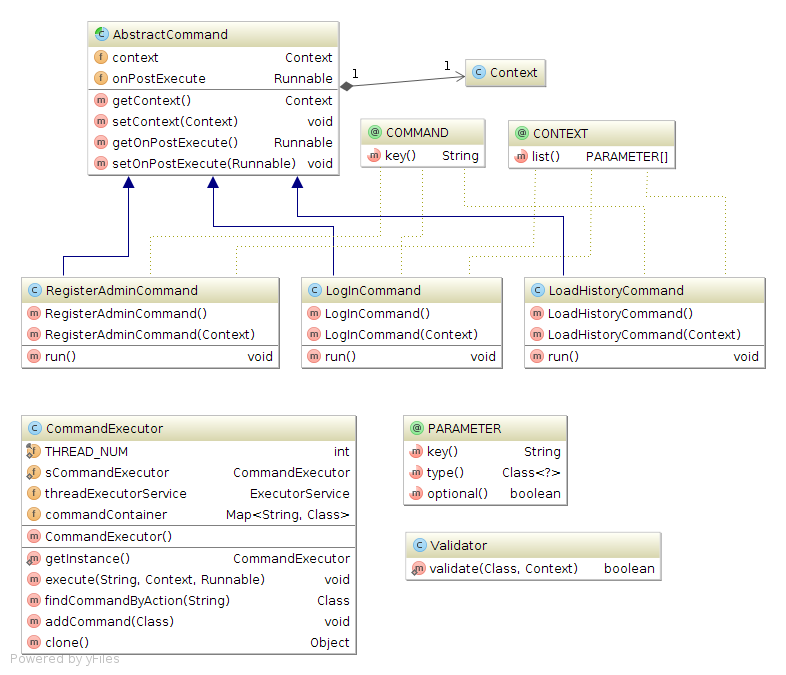 AbstractCommand
context Context
onPostExecute Runnable
getContext() Context
setContext(Context) void
getOnPostExecute() Runnable
setOnPostExecute(Runnable) void
1
1
Context
COMMAND
key() String
CONTEXT
list() PARAMETER[]
RegisterAdminCommand
RegisterAdminCommand()
RegisterAdminCommand(Context)
run() void
LogInCommand
LogInCommand()
LogInCommand(Context)
run() void
LoadHistoryCommand
LoadHistoryCommand()
LoadHistoryCommand(Context)
run() void
CommandExecutor
THREAD_NUM int
sCommandExecutor CommandExecutor
threadExecutorService ExecutorService
commandContainer Map<String, Class>
CommandExecutor()
getInstance() CommandExecutor
execute(String, Context, Runnable) void
findCommandByAction(String) Class
addCommand(Class) void
clone() Object
PARAMETER
key() String
type() Class<?>
optional() boolean
Validator
validate(Class, Context) boolean
Powered by yFiles